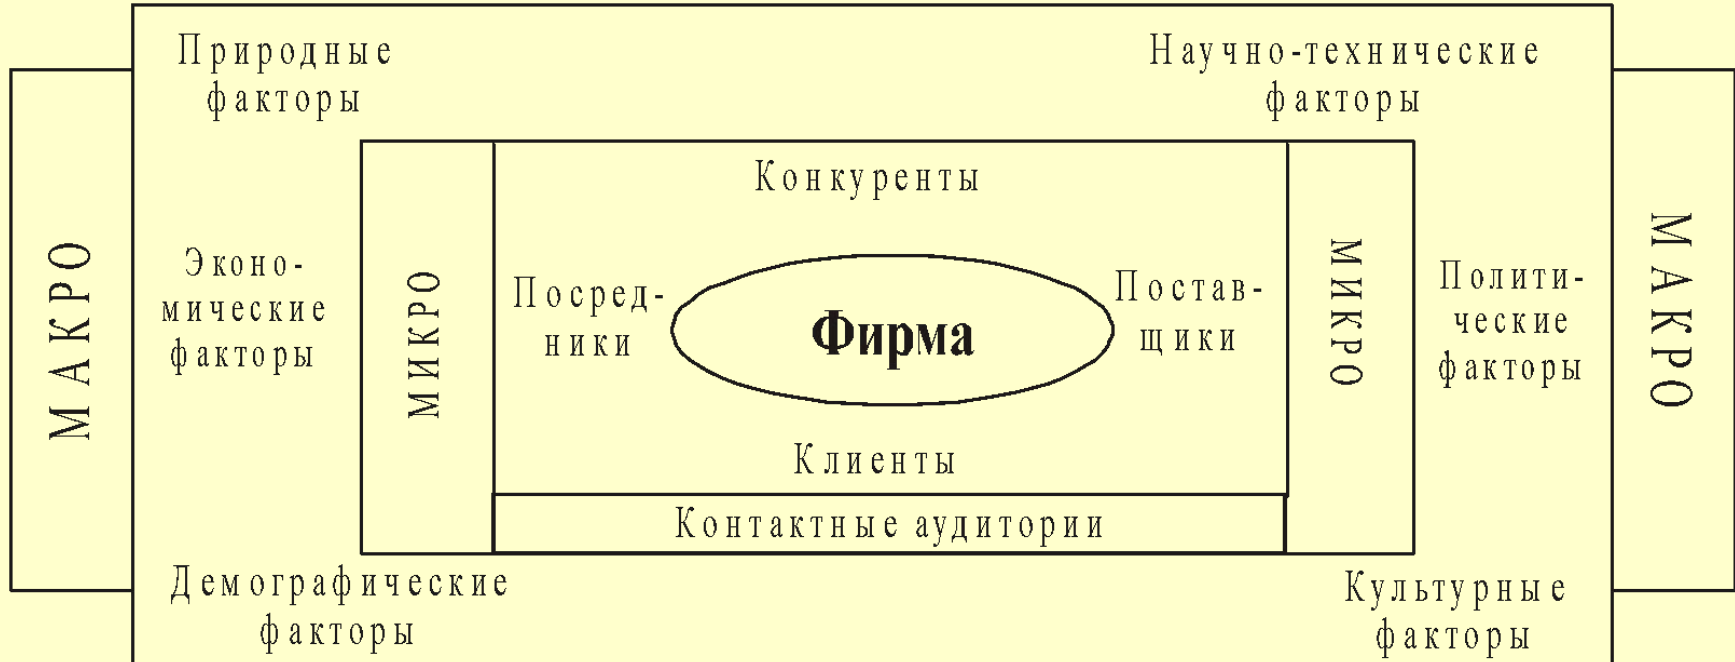 Природные
факторы
Научно-технические
факторы
МАКРО
Эконо-
мические
факторы
МИКРО
Конкуренты
Посред-
ники
Фирма
Постав-
щики
Клиенты
Контактные аудитории
МИКРО
Полити-
ческие
факторы
МАКРО
Демографические
факторы
Культурные
факторы